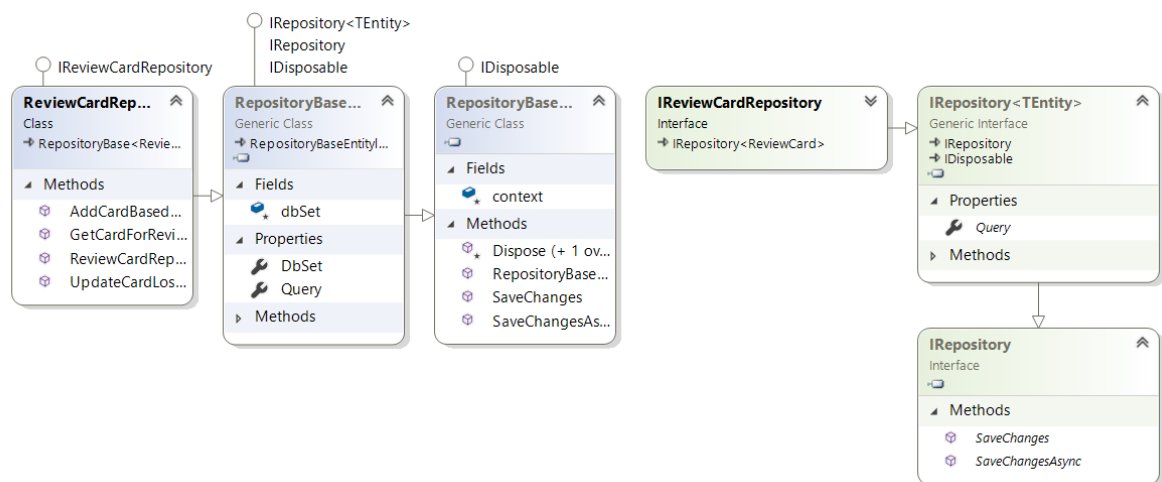 IReviewCardRepository
ReviewCardRep...
Class
RepositoryBase<Revie...
Methods
AddCardBased...
GetCardForRevi...
ReviewCardRep...
UpdateCardLos...
IRepository<TEntity>
IRepository
IDisposable
RepositoryBase...
Generic Class
RepositoryBaseEntityI...
Fields
dbSet
Properties
DbSet
Query
Methods
IDisposable
RepositoryBase...
Generic Class
Fields
context
Methods
Dispose (+ 1 ov...
RepositoryBase...
SaveChanges
SaveChangesAs...
IReviewCardRepository
Interface
IRepository<ReviewCard>
IRepository<TEntity>
Generic Interface
IRepository
IDisposable
Properties
Query
Methods
IRepository
Interface
Methods
SaveChanges
SaveChangesAsync